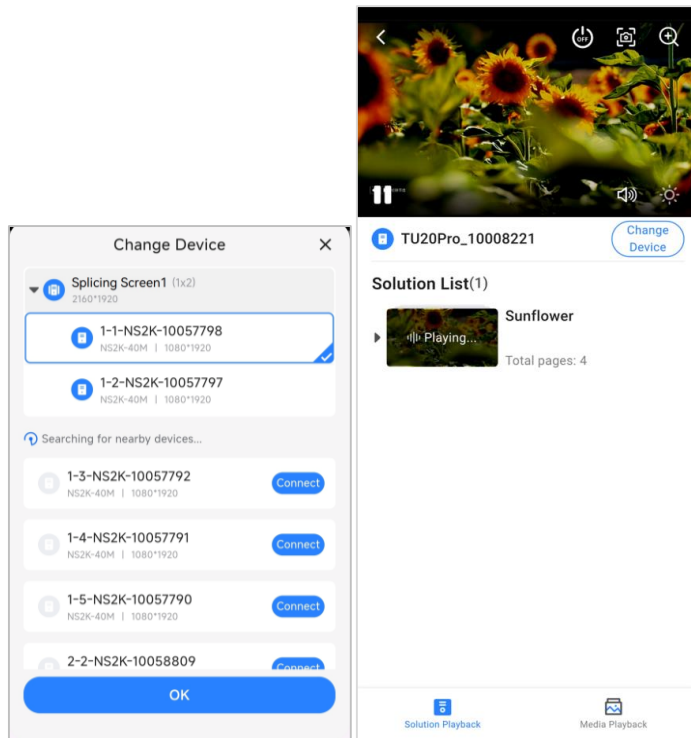 Change Device
Splicing Screen1 (1x2)
2160*1920
1-1-NS2K-10057798
NS2K-40M | 1080*1920
1-2-NS2K-10057797
NS2K-40M | 1080*1920
Searching for nearby devices...
1-3-NS2K-10057792
NS2K-40M | 1080*1920
Connect
1-4-NS2K-10057791
NS2K-40M | 1080*1920
Connect
1-5-NS2K-10057790
NS2K-40M | 1080*1920
Connect
2-2-NS2K-10058809
Connect
OK
OFF
TU20Pro_10008221
Change
Device
Solution List(1)
Playing...
Sunflower
Total pages: 4
Solution Playback
Media Playback